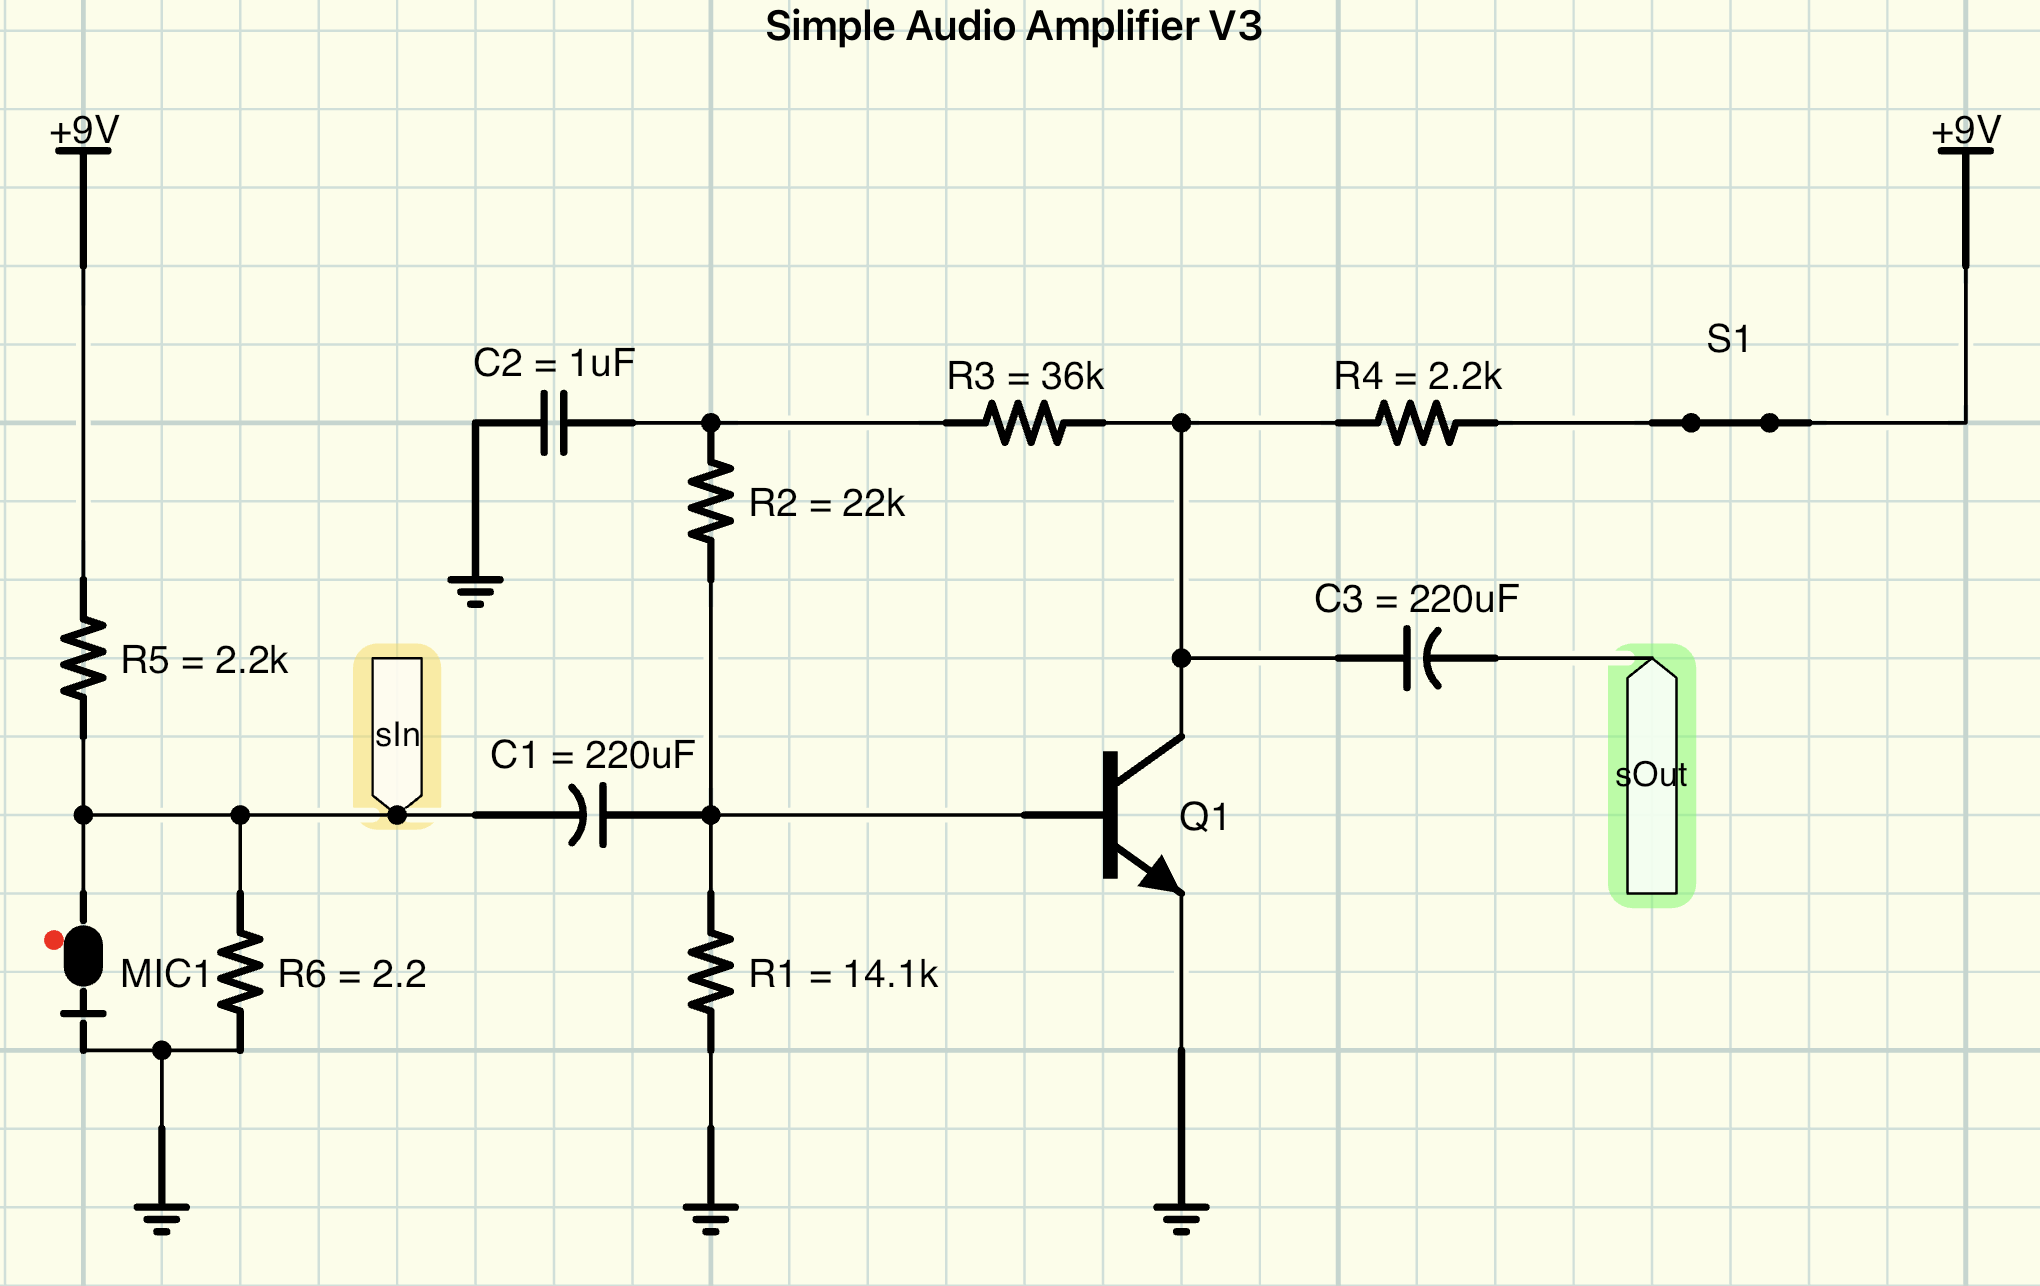 Simple Audio Amplifier V3
+9V
+9V
S1
C2 = 1uF
R3 = 36k
R4 = 2.2k
R2 = 22k
C3 = 220uF
R5 = 2.2k
sIn
C1 = 220uF
sOut
Q1
MIC1
R6 = 2.2
R1 = 14.1k